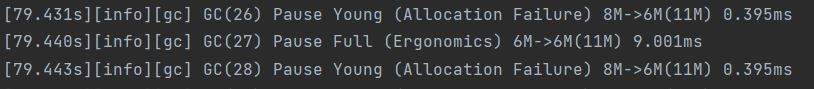 [79.431s][info][gc] GC(26) Pause Young (Allocation Failure) 8M->6M(11M) 0.395ms
[79.440s][info][gc] GC(27) Pause Full (Ergonomics) 6M->6M(11M) 9.001ms
[79.443s][info][gc] GC(28) Pause Young (Allocation Failure) 8M->6M(11M) 0.395ms